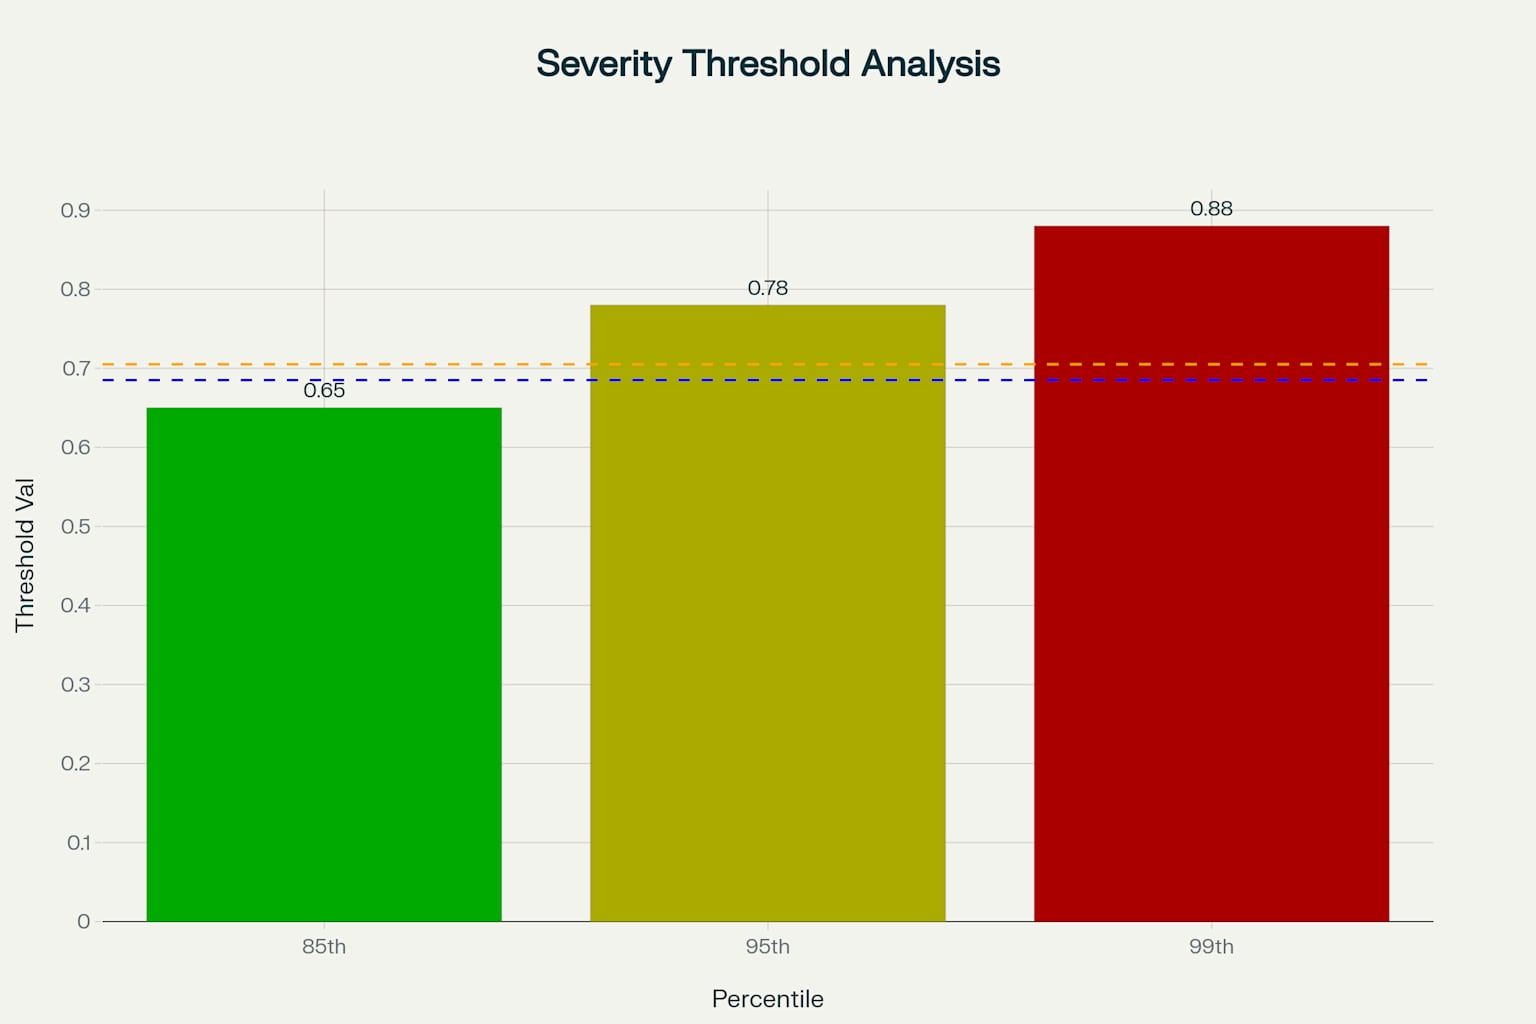 Severity Threshold Analysis
0.9
0.8
0.7
0.6
0.5
0.4
0.3
0.2
0.1
0
Threshold Val
0.65
0.78
0.88
85th
95th
99th
Percentile